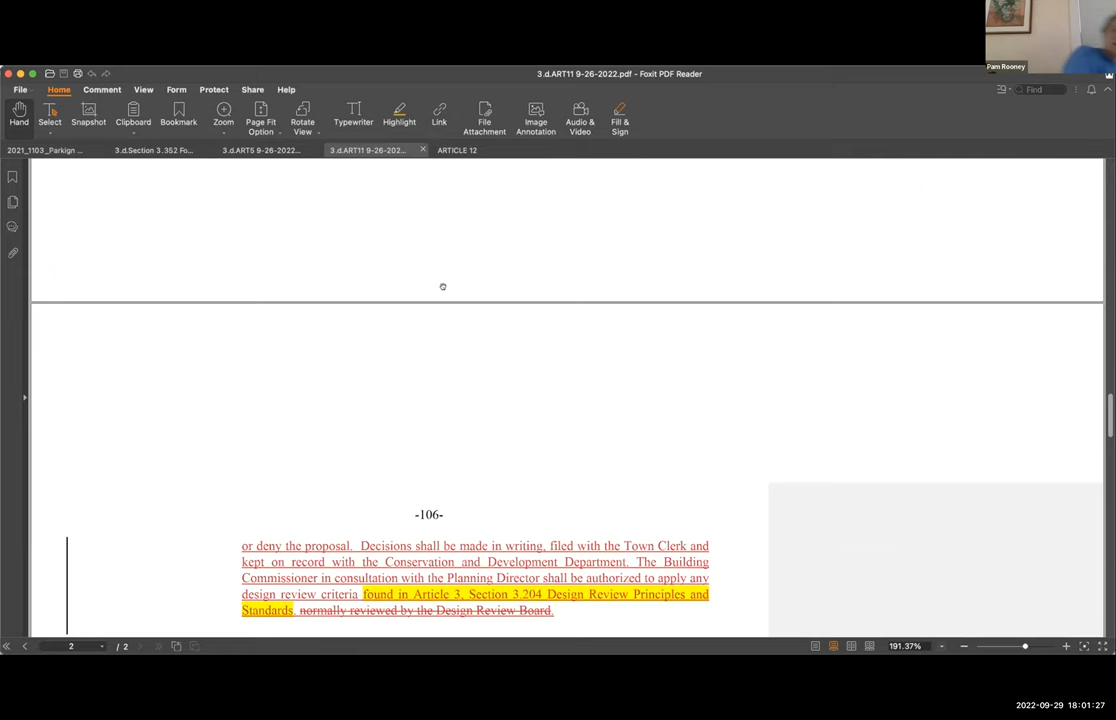 Pam Rooney
3.d.ART11 9-26-2022.pdf - Foxit PDF Reader
File Home Comment View Form Protect Share Help
Find
Hand Select Snapshot Clipboard Bookmark Zoom Page Fit Option Rotate View Typewriter Highlight Link File Attachment Image Annotation Audio & Video Fill & Sign
2021_1103_Parkign ... 3.d.Section 3.352 Fo... 3.d.ART5 9-26-2022... 3.d.ART11 9-26-202... ARTICLE 12
-106-
or deny the proposal. Decisions shall be made in writing, filed with the Town Clerk and
kept on record with the Conservation and Development Department. The Building
Commissioner in consultation with the Planning Director shall be authorized to apply any
design review criteria found in Article 3, Section 3.204 Design Review Principles and
Standards. normally reviewed by the Design Review Board.
2 / 2 191.37%
2022-09-29 18:01:27